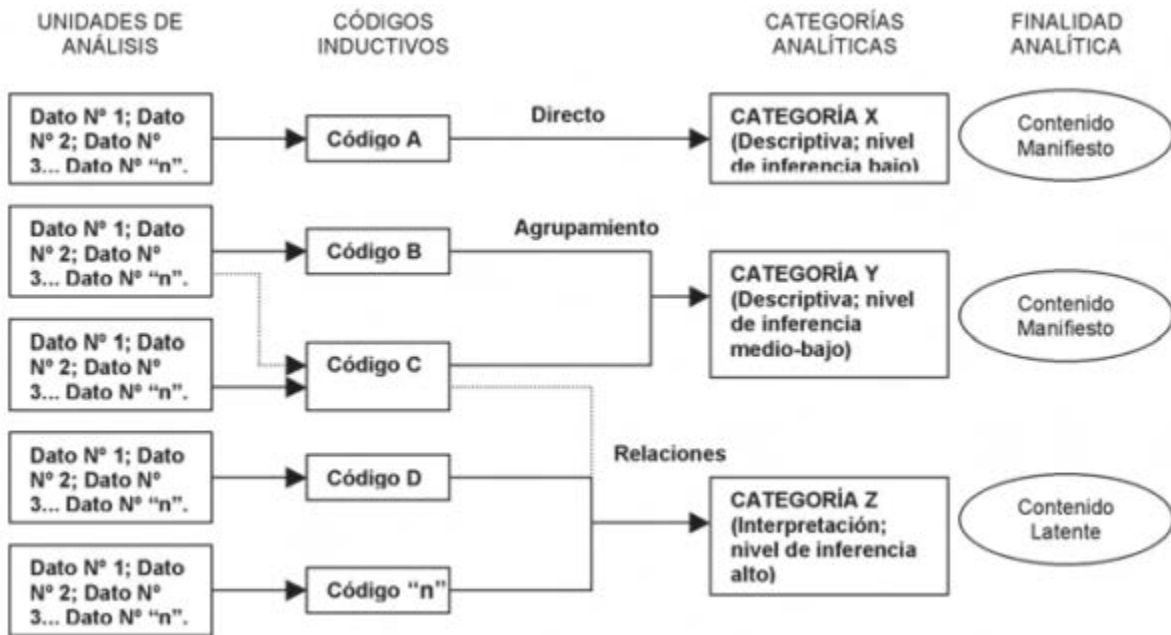 UNIDADES DE
ANÁLISIS
CÓDIGOS
INDUCTIVOS
CATEGORÍAS
ANALÍTICAS
FINALIDAD
ANALÍTICA
Dato Nº 1; Dato
Nº 2; Dato Nº
3... Dato Nº “n”.
Código A
Directo
CATEGORÍA X
(Descriptiva; nivel
de inferencia bajo)
Contenido
Manifiesto
Dato Nº 1; Dato
Nº 2; Dato Nº
3... Dato Nº “n”.
Código B
Agrupamiento
CATEGORÍA Y
(Descriptiva; nivel
de inferencia
medio-bajo)
Contenido
Manifiesto
Dato Nº 1; Dato
Nº 2; Dato Nº
3... Dato Nº “n”.
Código C
Dato Nº 1; Dato
Nº 2; Dato Nº
3... Dato Nº “n”.
Código D
Relaciones
CATEGORÍA Z
(Interpretación;
nivel de inferencia
alto)
Contenido
Latente
Dato Nº 1; Dato
Nº 2; Dato Nº
3... Dato Nº “n”.
Código “n”